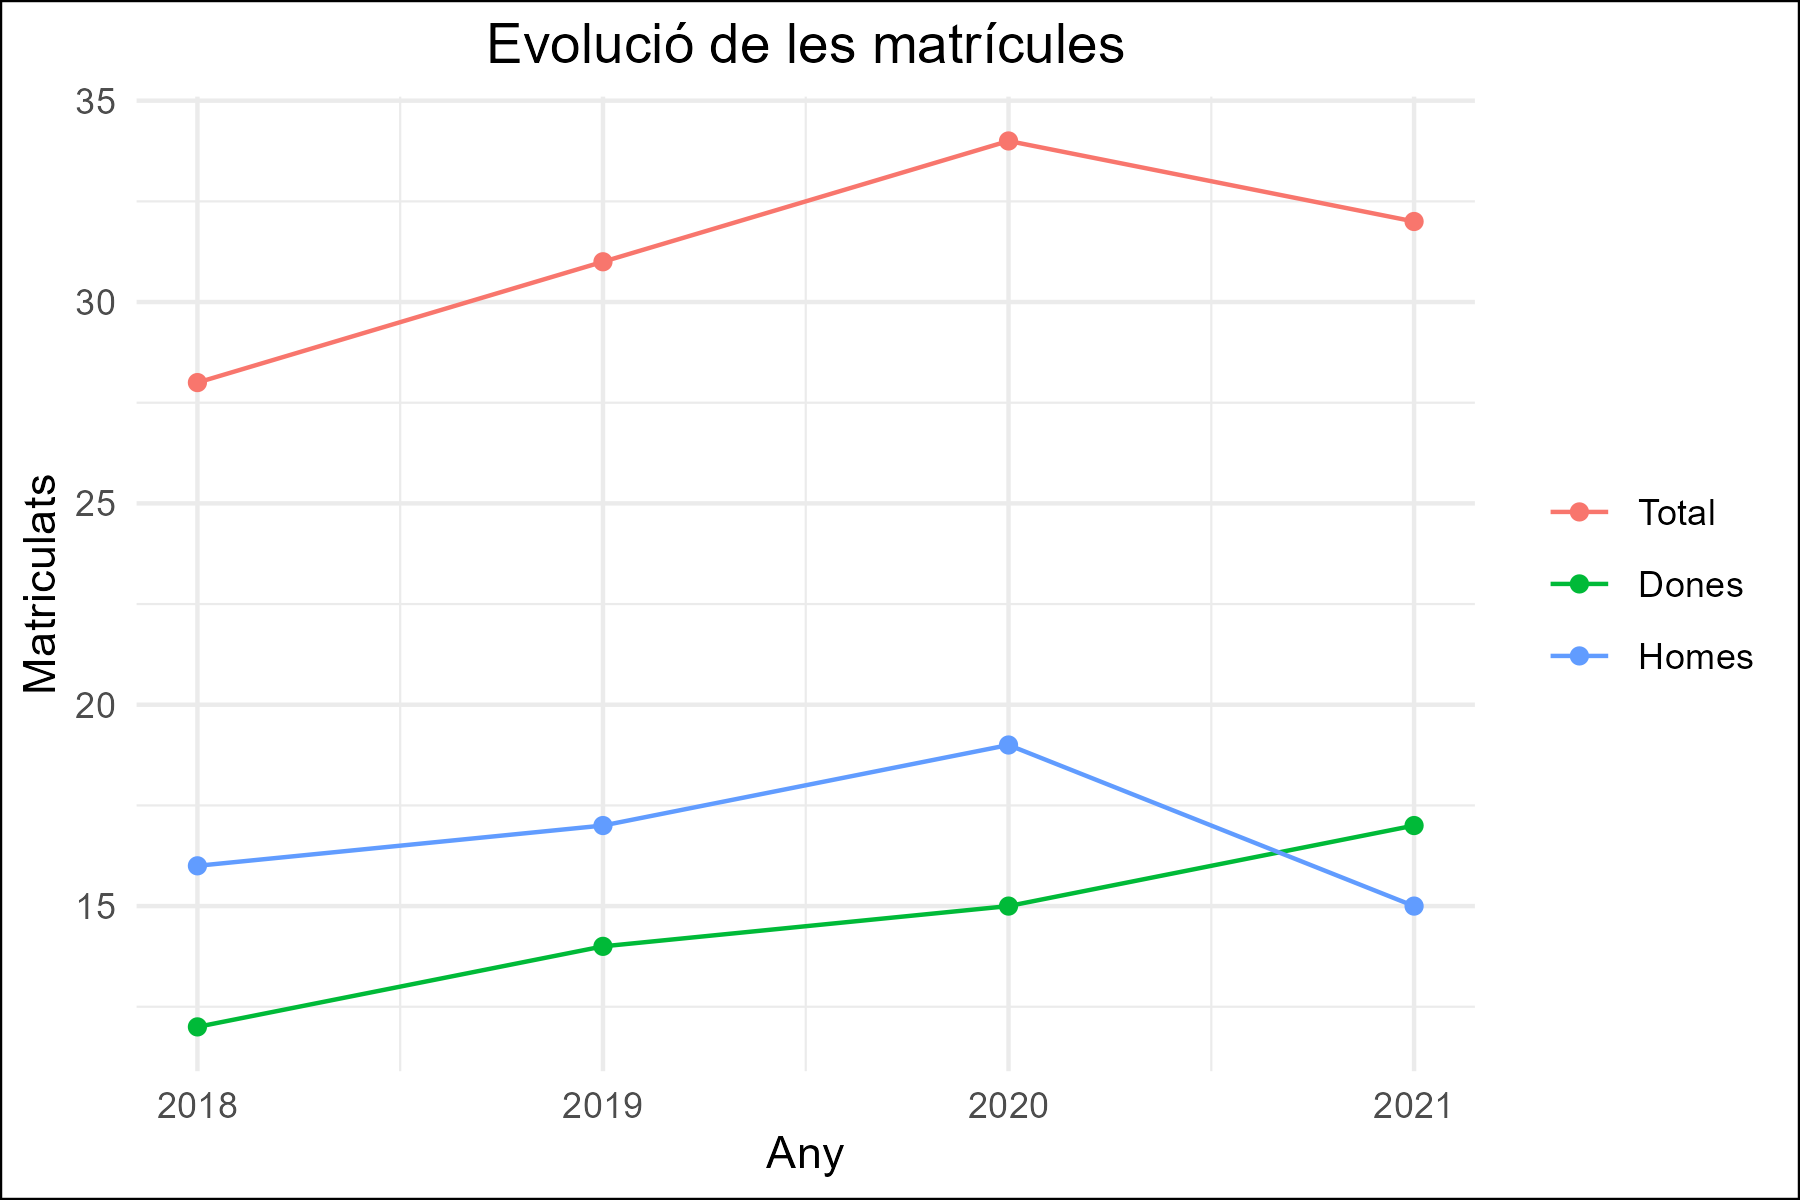 Evolució de les matrícules
35
30
25
20
15
Matriculats
2018
2019
2020
2021
Any
Total
Dones
Homes